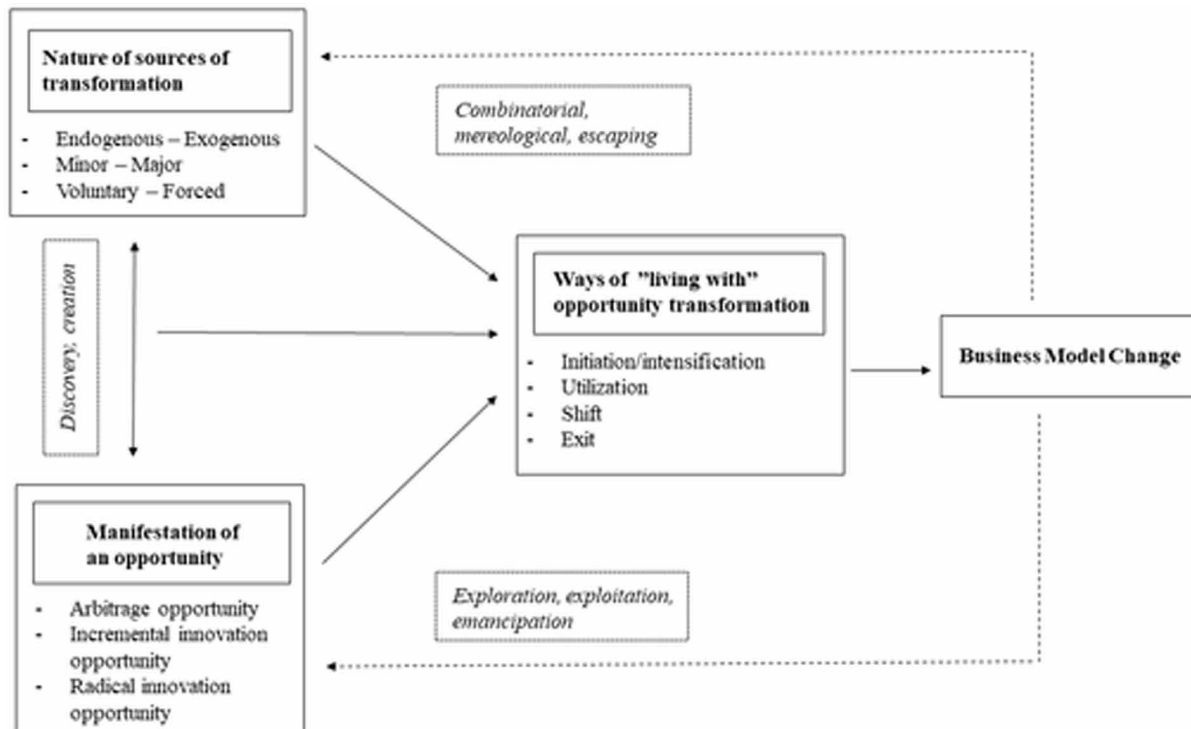 Nature of sources of
transformation
- Endogenous – Exogenous
- Minor – Major
- Voluntary – Forced
Combinatorial,
mereological, escaping
Discovery, creation
Ways of ”living with”
opportunity transformation
- Initiation/intensification
- Utilization
- Shift
- Exit
Business Model Change
Manifestation of
an opportunity
- Arbitrage opportunity
- Incremental innovation
opportunity
- Radical innovation
opportunity
Exploration, exploitation,
emancipation